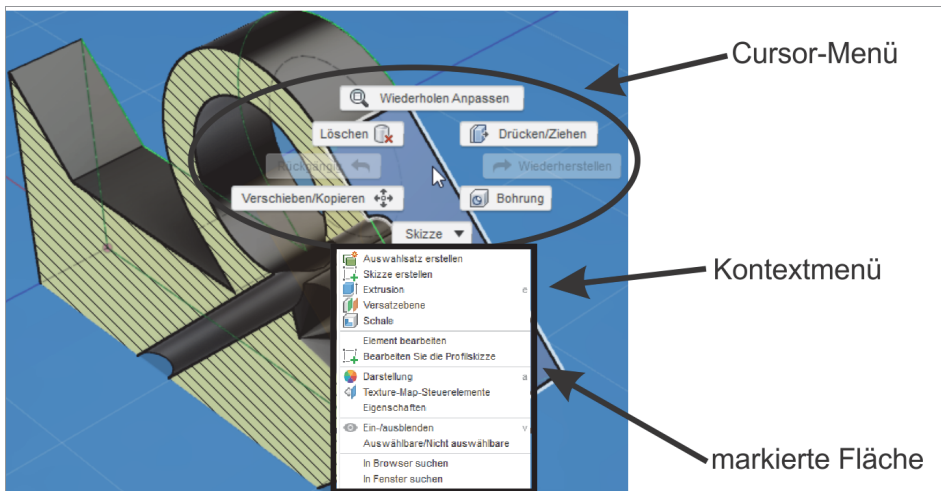 Cursor-Menü
Wiederholen Anpassen
Löschen
Drücken/Ziehen
Rückgängig
Wiederherstellen
Verschieben/Kopieren
Bohrung
Skizze
Auswahlsatz erstellen
Skizze erstellen
Extrusion e
Versatzebene
Schale
Element bearbeiten
Bearbeiten Sie die Profilskizze
Darstellung a
Texture-Map-Steuerelemente
Eigenschaften
Ein-/ausblenden v
Auswählbare/Nicht auswählbare
In Browser suchen
In Fenster suchen
Kontextmenü
markierte Fläche